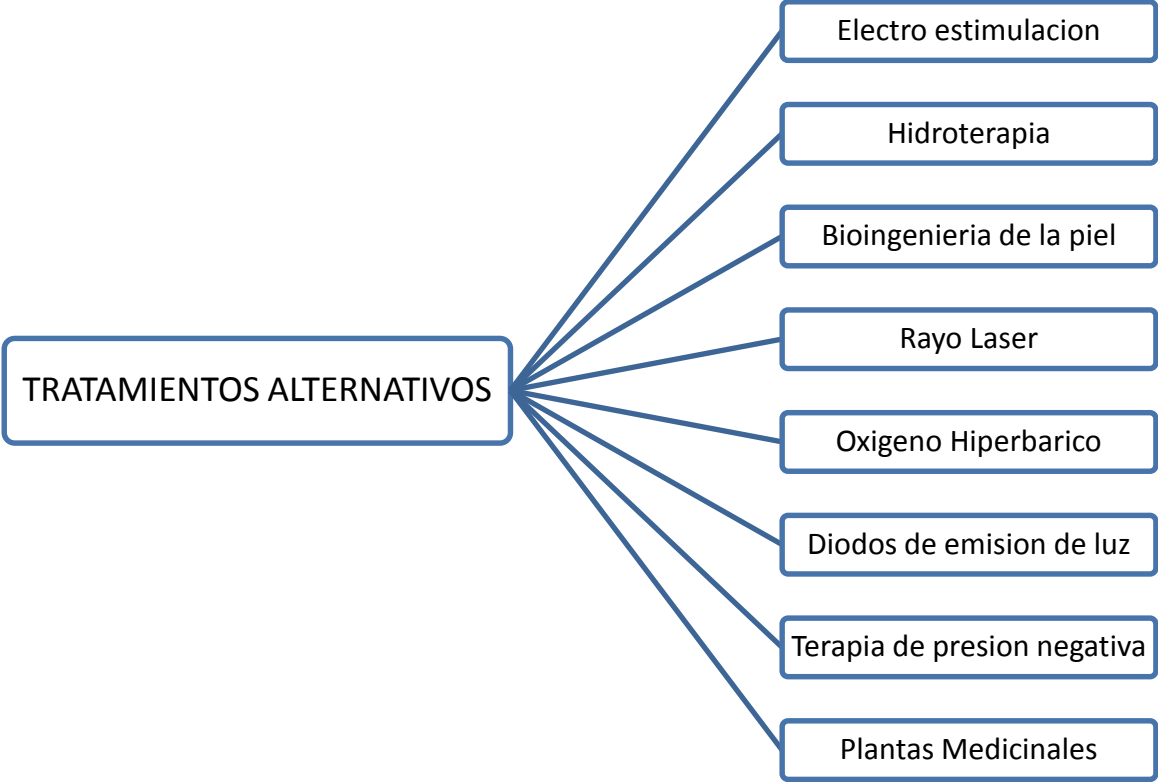 TRATAMIENTOS ALTERNATIVOS
Electro estimulacion
Hidroterapia
Bioingenieria de la piel
Rayo Laser
Oxigeno Hiperbarico
Diodos de emision de luz
Terapia de presion negativa
Plantas Medicinales